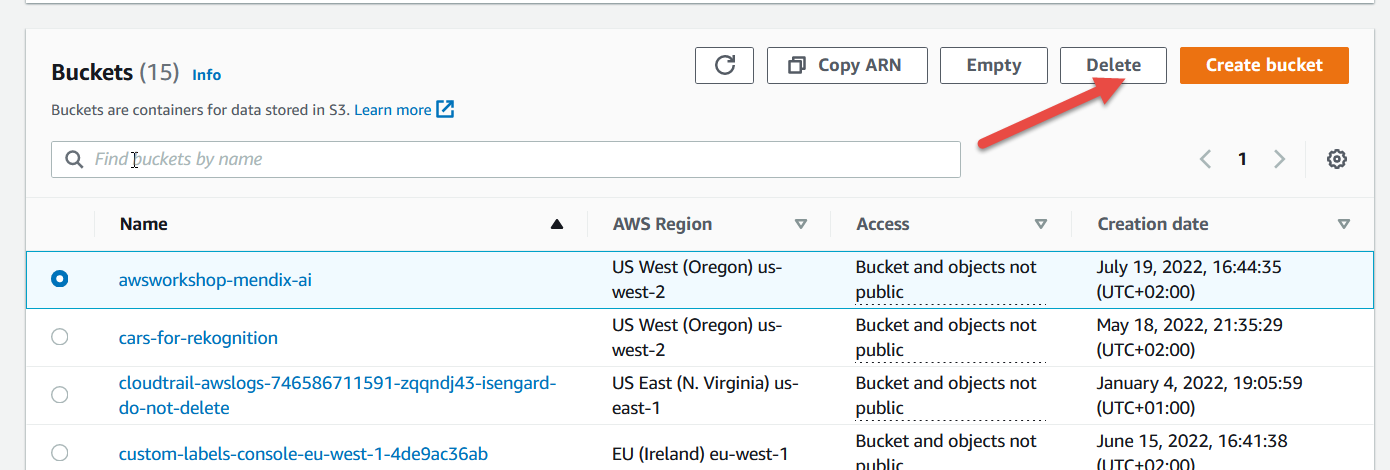 Buckets (15) Info
Copy ARN
Empty
Delete
Create bucket
Buckets are containers for data stored in S3. Learn more
Find buckets by name
1
Name
AWS Region
Access
Creation date
awsworkshop-mendix-ai
US West (Oregon) us-
west-2
Bucket and objects not
public
July 19, 2022, 16:44:35
(UTC+02:00)
cars-for-rekognition
US West (Oregon) us-
west-2
Bucket and objects not
public
May 18, 2022, 21:35:29
(UTC+02:00)
cloudtrail-awslogs-746586711591-zqqndj43-isengard-
do-not-delete
US East (N. Virginia) us-
east-1
Bucket and objects not
public
January 4, 2022, 19:05:59
(UTC+01:00)
custom-labels-console-eu-west-1-4de9ac36ab
EU (Ireland) eu-west-1
Bucket and objects not
public
June 15, 2022, 16:41:38
(UTC+02:00)